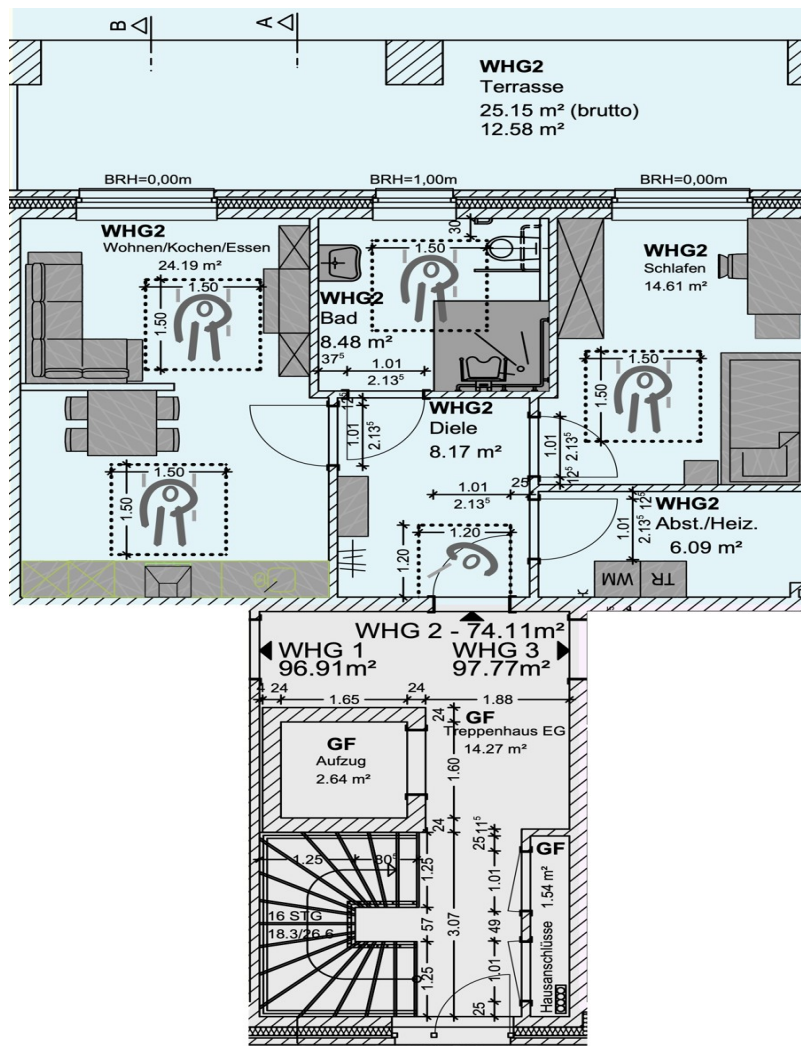 B
A
WHG2
Terrasse
25.15 m² (brutto)
12.58 m²
BRH=0,00m
BRH=1,00m
BRH=0,00m
WHG2
Wohnen/Kochen/Essen
24.19 m²
1.50
1.50
30
1.50
WHG2
Bad
8.48 m²
37⁵
1.01
2.13⁵
WHG2
Schlafen
14.61 m²
1.50
1.50
12⁵
1.01
2.13⁵
WHG2
Diele
8.17 m²
1.01
2.13⁵
12⁵
1.50
1.50
1.01
2.13⁵
25
1.20
1.20
12⁵
1.01
2.13⁵
WHG2
Abst./Heiz.
6.09 m²
WM
TR
WHG 2 - 74.11m²
WHG 1
96.91m²
WHG 3
97.77m²
4
24
1.65
24
1.88
24
GF
Treppenhaus EG
14.27 m²
GF
Aufzug
2.64 m²
1.60
24
11⁵
25
GF
1.25
80⁵
1.25
1.01
1.54 m²
Hausanschlüsse
16 STG
18.3/26.6
57
3.07
49
1.25
1.01
25